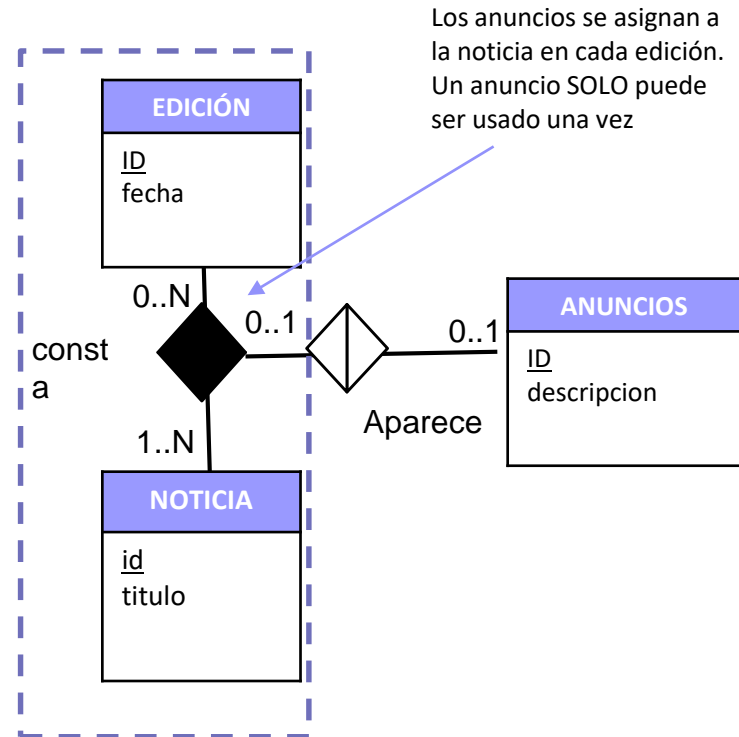 Los anuncios se asignan a
la noticia en cada edición.
Un anuncio SOLO puede
ser usado una vez
EDICIÓN
ID
fecha
0..N
0..1
0..1
const
a
Aparece
1..N
ANUNCIOS
ID
descripcion
NOTICIA
id
titulo